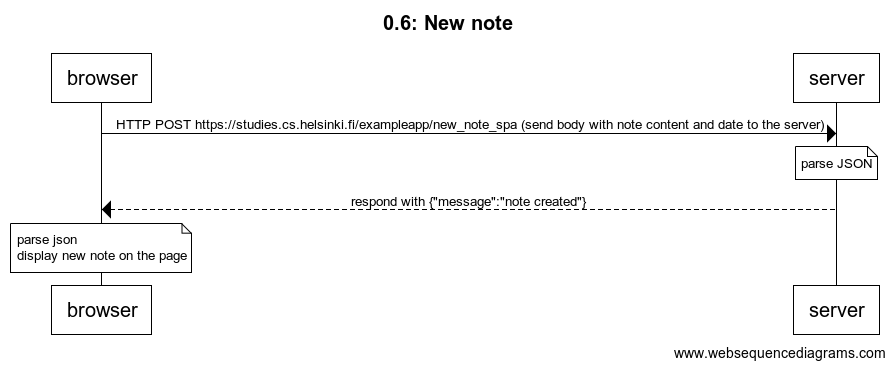 0.6: New note
browser
server
HTTP POST https://studies.cs.helsinki.fi/exampleapp/new_note_spa (send body with note content and date to the server)
parse JSON
respond with {"message":"note created"}
parse json
display new note on the page
browser
server
www.websequencediagrams.com